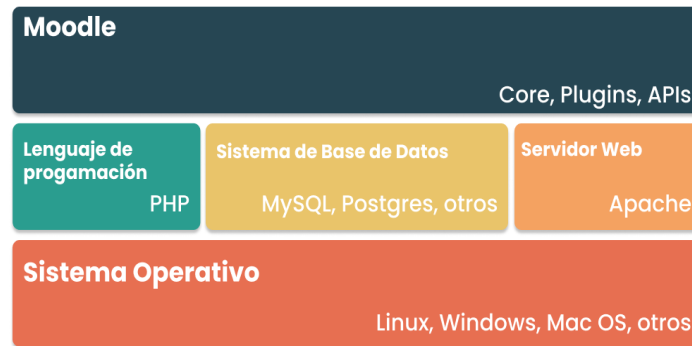 Moodle
Core, Plugins, APIs
Lenguaje de
progamación
PHP
Sistema de Base de Datos
MySQL, Postgres, otros
Servidor Web
Apache
Sistema Operativo
Linux, Windows, Mac OS, otros